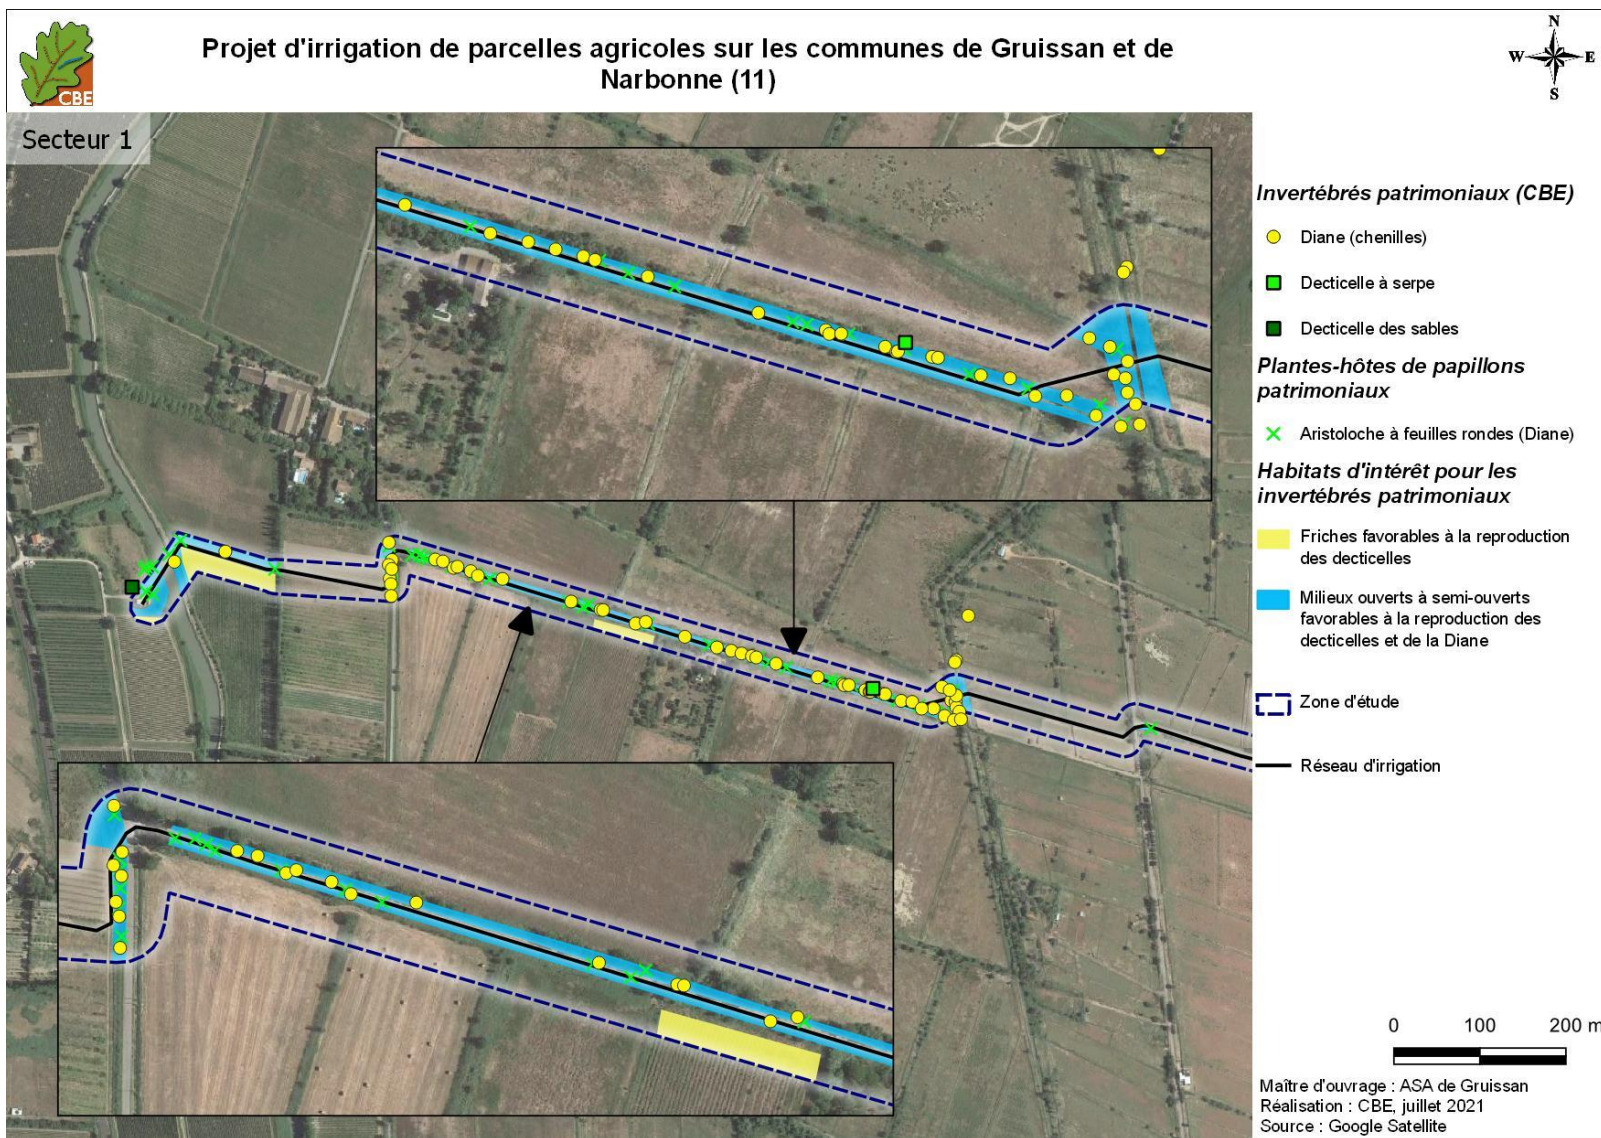 Projet d'irrigation de parcelles agricoles sur les communes de Gruissan et de
Narbonne (11)
CBE
N
W
E
S
Secteur 1
Invertébrés patrimoniaux (CBE)
Diane (chenilles)
Decticelle à serpe
Decticelle des sables
Plantes-hôtes de papillons
patrimoniaux
Aristoloche à feuilles rondes (Diane)
Habitats d'intérêt pour les
invertébrés patrimoniaux
Friches favorables à la reproduction
des decticelles
Milieux ouverts à semi-ouverts
favorables à la reproduction des
decticelles et de la Diane
Zone d'étude
Réseau d'irrigation
0 100 200 m
Maître d'ouvrage : ASA de Gruissan
Réalisation : CBE, juillet 2021
Source : Google Satellite